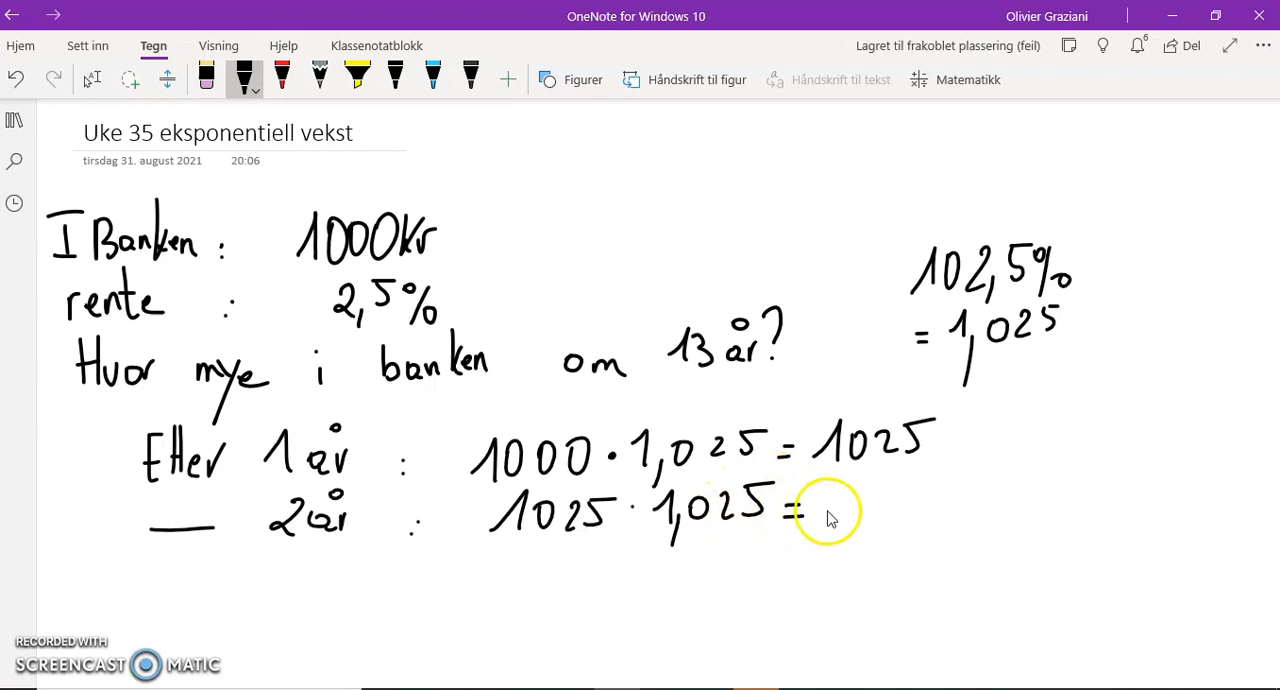 OneNote for Windows 10
Olivier Graziani
Hjem Sett inn Tegn Visning Hjelp Klassenotatblokk
Lagret til frakoblet plassering (feil)
6
Del
Figurer
Håndskrift til figur
Håndskrift til tekst
Matematikk
Uke 35 eksponentiell vekst
tirsdag 31. august 2021 20:06
I Banken : 1000Kr
rente : 2,5%
Hvor mye i banken om 13 år?
102,5%
= 1,025
Etter 1 år : 1000 · 1,025 = 1025
— 2 år : 1025 · 1,025 =
RECORDED WITH
SCREENCAST MATIC